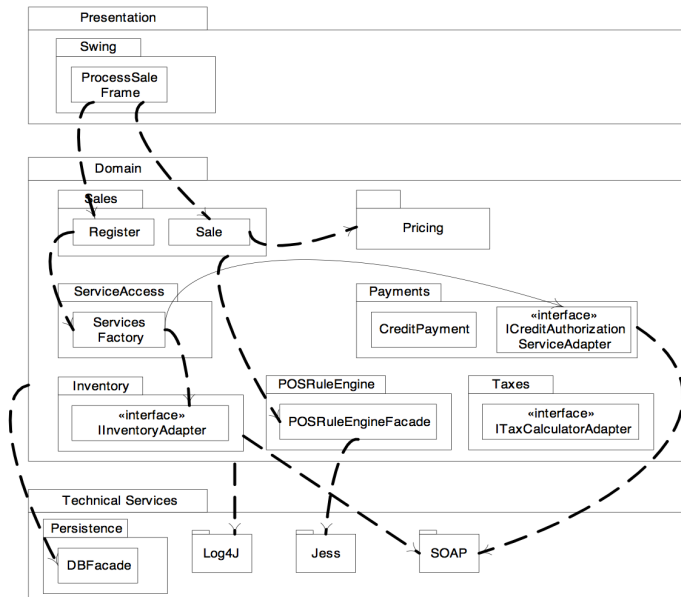 Presentation
Swing
ProcessSale
Frame
Domain
Sales
Register
Sale
Pricing
ServiceAccess
Services
Factory
Payments
CreditPayment
«interface»
ICreditAuthorization
ServiceAdapter
Inventory
«interface»
IInventoryAdapter
POSRuleEngine
POSRuleEngineFacade
Taxes
«interface»
ITaxCalculatorAdapter
Technical Services
Persistence
DBFacade
Log4J
Jess
SOAP